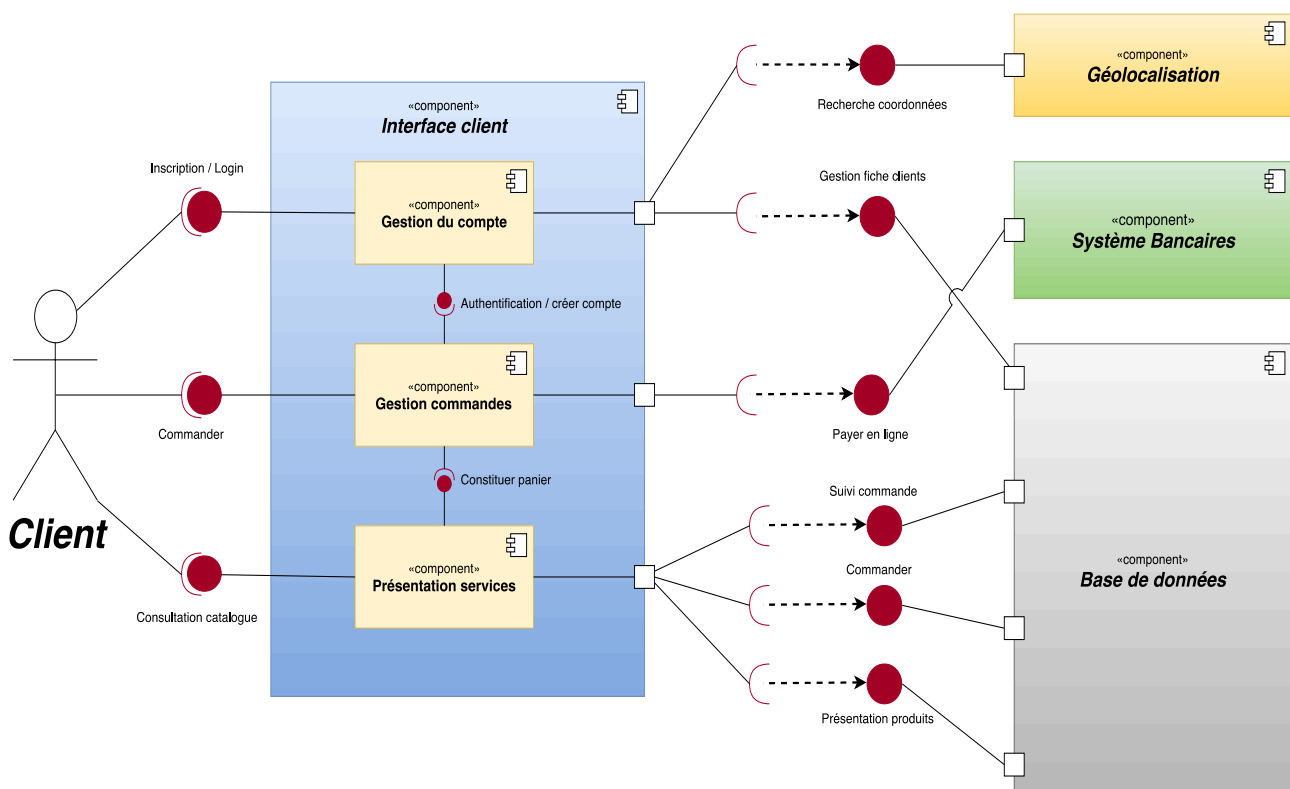 «component»
Géolocalisation
Recherche coordonnées
«component»
Interface client
Inscription / Login
«component»
Gestion du compte
Gestion fiche clients
«component»
Système Bancaires
Authentification / créer compte
«component»
Gestion commandes
Commander
Payer en ligne
Constituer panier
Suivi commande
Client
«component»
Présentation services
Commander
«component»
Base de données
Consultation catalogue
Présentation produits